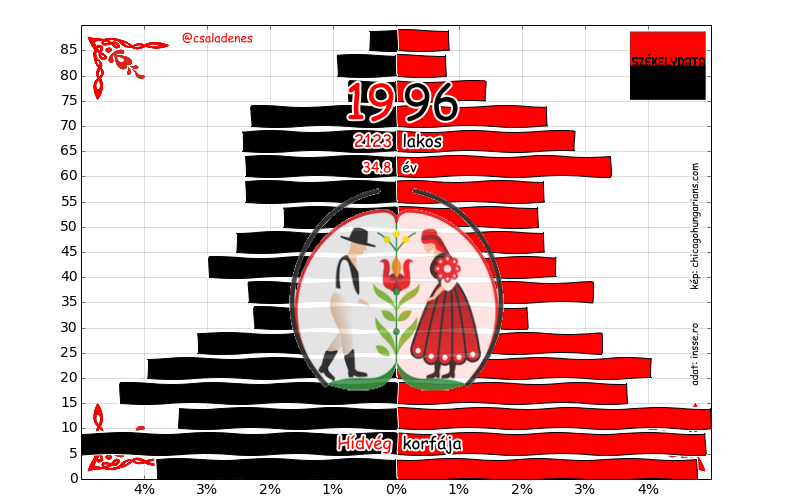 @csaladenes
SZÉKELYDATA
1996
2123 lakos
34.8 év
kép: chicagohungarians.com
adat: insse.ro
Hídvég korfája
85
80
75
70
65
60
55
50
45
40
35
30
25
20
15
10
5
0
4% 3% 2% 1% 0% 1% 2% 3% 4%